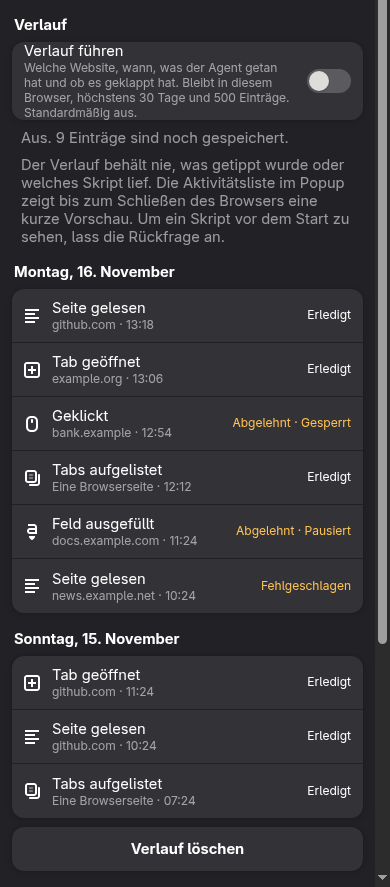 Verlauf
Verlauf führen
Welche Website, wann, was der Agent getan
hat und ob es geklappt hat. Bleibt in diesem
Browser, höchstens 30 Tage und 500 Einträge.
Standardmäßig aus.
Aus. 9 Einträge sind noch gespeichert.
Der Verlauf behält nie, was getippt wurde oder
welches Skript lief. Die Aktivitätsliste im Popup
zeigt bis zum Schließen des Browsers eine
kurze Vorschau. Um ein Skript vor dem Start zu
sehen, lass die Rückfrage an.
Montag, 16. November
Seite gelesen
github.com · 13:18
Erledigt
Tab geöffnet
example.org · 13:06
Erledigt
Geklickt
bank.example · 12:54
Abgelehnt · Gesperrt
Tabs aufgelistet
Eine Browserseite · 12:12
Erledigt
Feld ausgefüllt
docs.example.com · 11:24
Abgelehnt · Pausiert
Seite gelesen
news.example.net · 10:24
Fehlgeschlagen
Sonntag, 15. November
Tab geöffnet
github.com · 11:24
Erledigt
Seite gelesen
github.com · 10:24
Erledigt
Tabs aufgelistet
Eine Browserseite · 07:24
Erledigt
Verlauf löschen